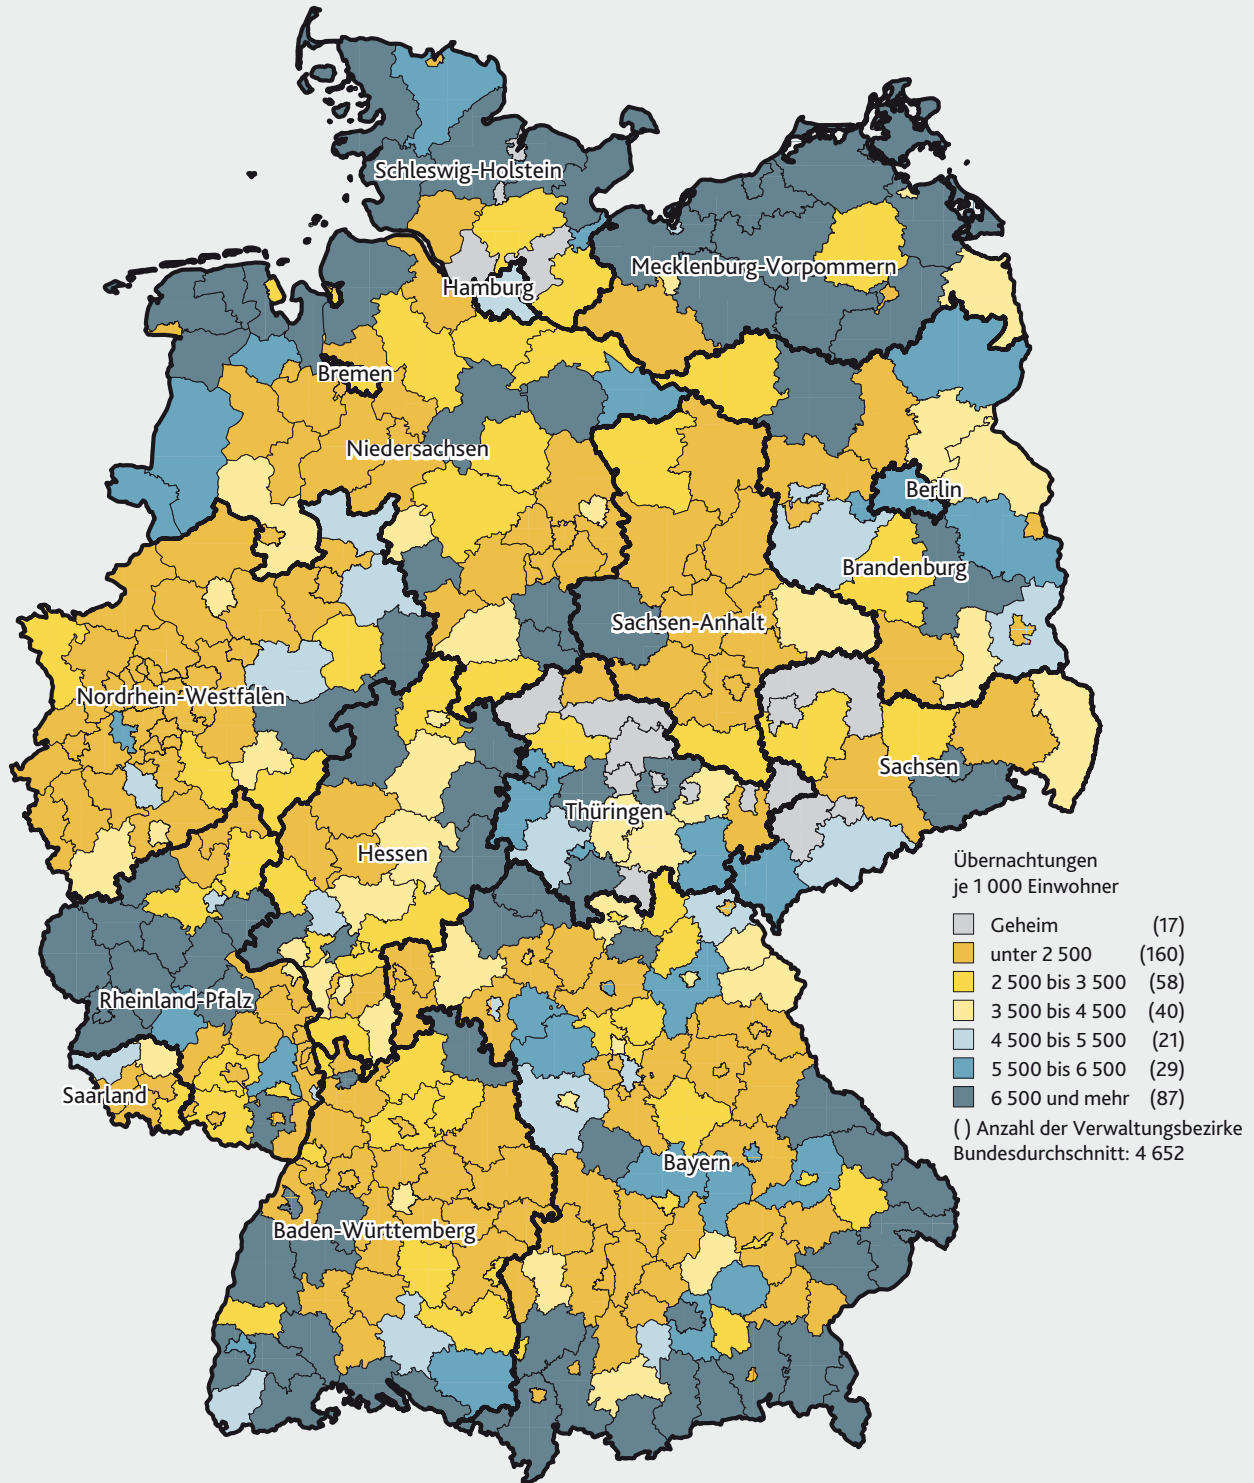 Schleswig-Holstein
Mecklenburg-Vorpommern
Hamburg
Bremen
Niedersachsen
Berlin
Brandenburg
Sachsen-Anhalt
Nordrhein-Westfalen
Sachsen
Thüringen
Hessen
Rheinland-Pfalz
Saarland
Bayern
Baden-Württemberg
Übernachtungen
je 1 000 Einwohner
Geheim (17)
unter 2 500 (160)
2 500 bis 3 500 (58)
3 500 bis 4 500 (40)
4 500 bis 5 500 (21)
5 500 bis 6 500 (29)
6 500 und mehr (87)
( ) Anzahl der Verwaltungsbezirke
Bundesdurchschnitt: 4 652